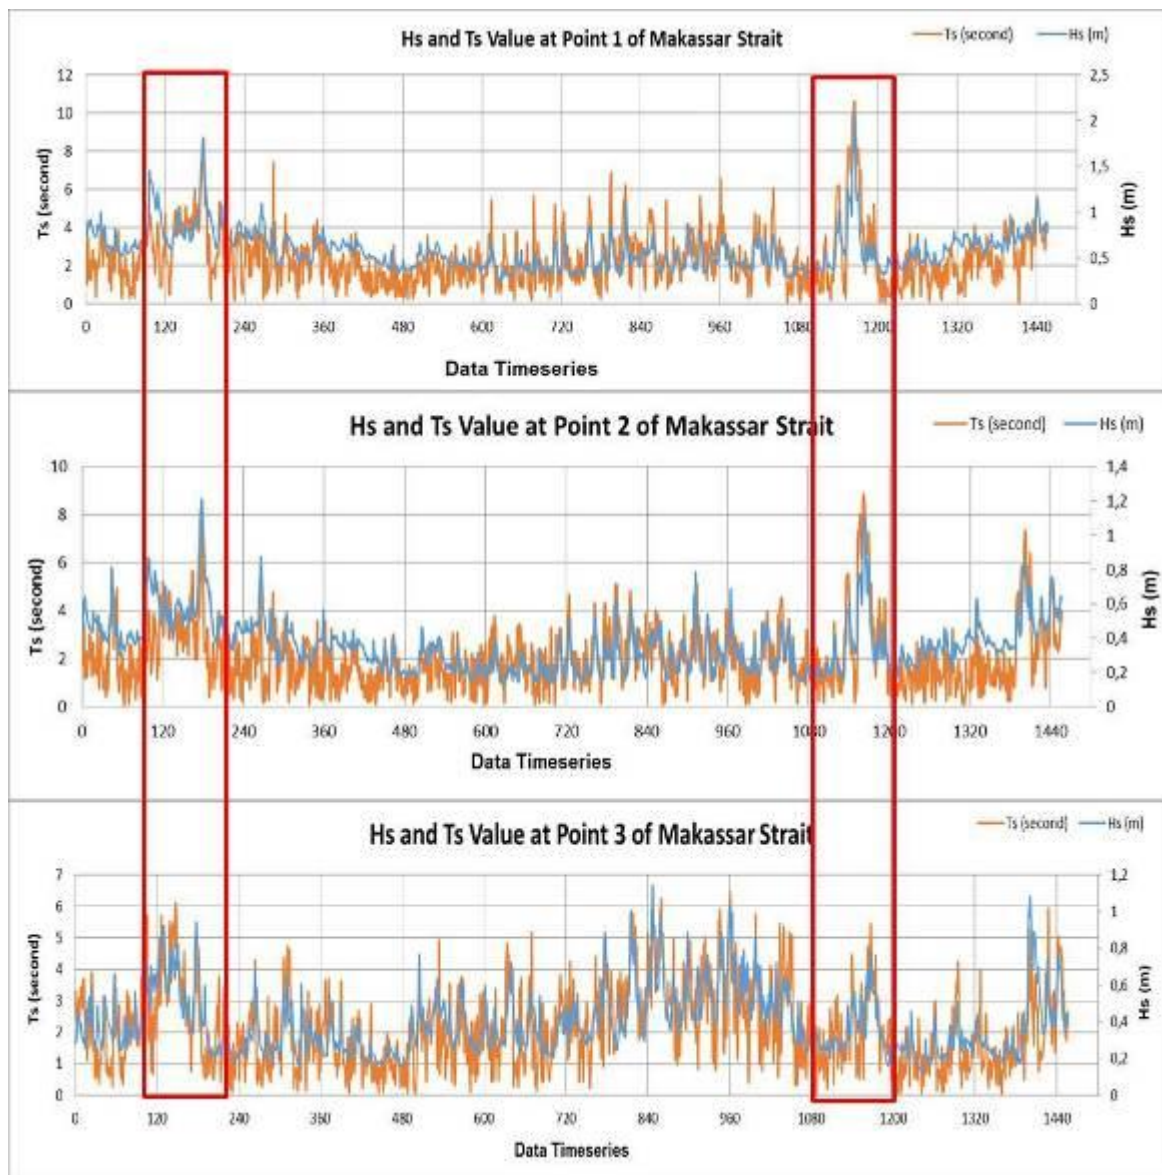 Hs and Ts Value at Point 1 of Makassar Strait
Ts (second) Hs (m)
12
10
8
6
4
2
0
Ts (second)
2,5
2
1,5
1
0,5
0
Hs (m)
0 120 240 360 480 600 720 840 960 1080 1200 1320 1440
Data Timeseries
Hs and Ts Value at Point 2 of Makassar Strait
Ts (second) Hs (m)
10
8
6
4
2
0
Ts (second)
1,4
1,2
1
0,8
0,6
0,4
0,2
0
Hs (m)
0 120 240 360 480 600 720 840 960 1080 1200 1320 1440
Data Timeseries
Hs and Ts Value at Point 3 of Makassar Strait
Ts (second) Hs (m)
7
6
5
4
3
2
1
0
Ts (second)
1,2
1
0,8
0,6
0,4
0,2
0
Hs (m)
0 120 240 360 480 600 720 840 960 1080 1200 1320 1440
Data Timeseries